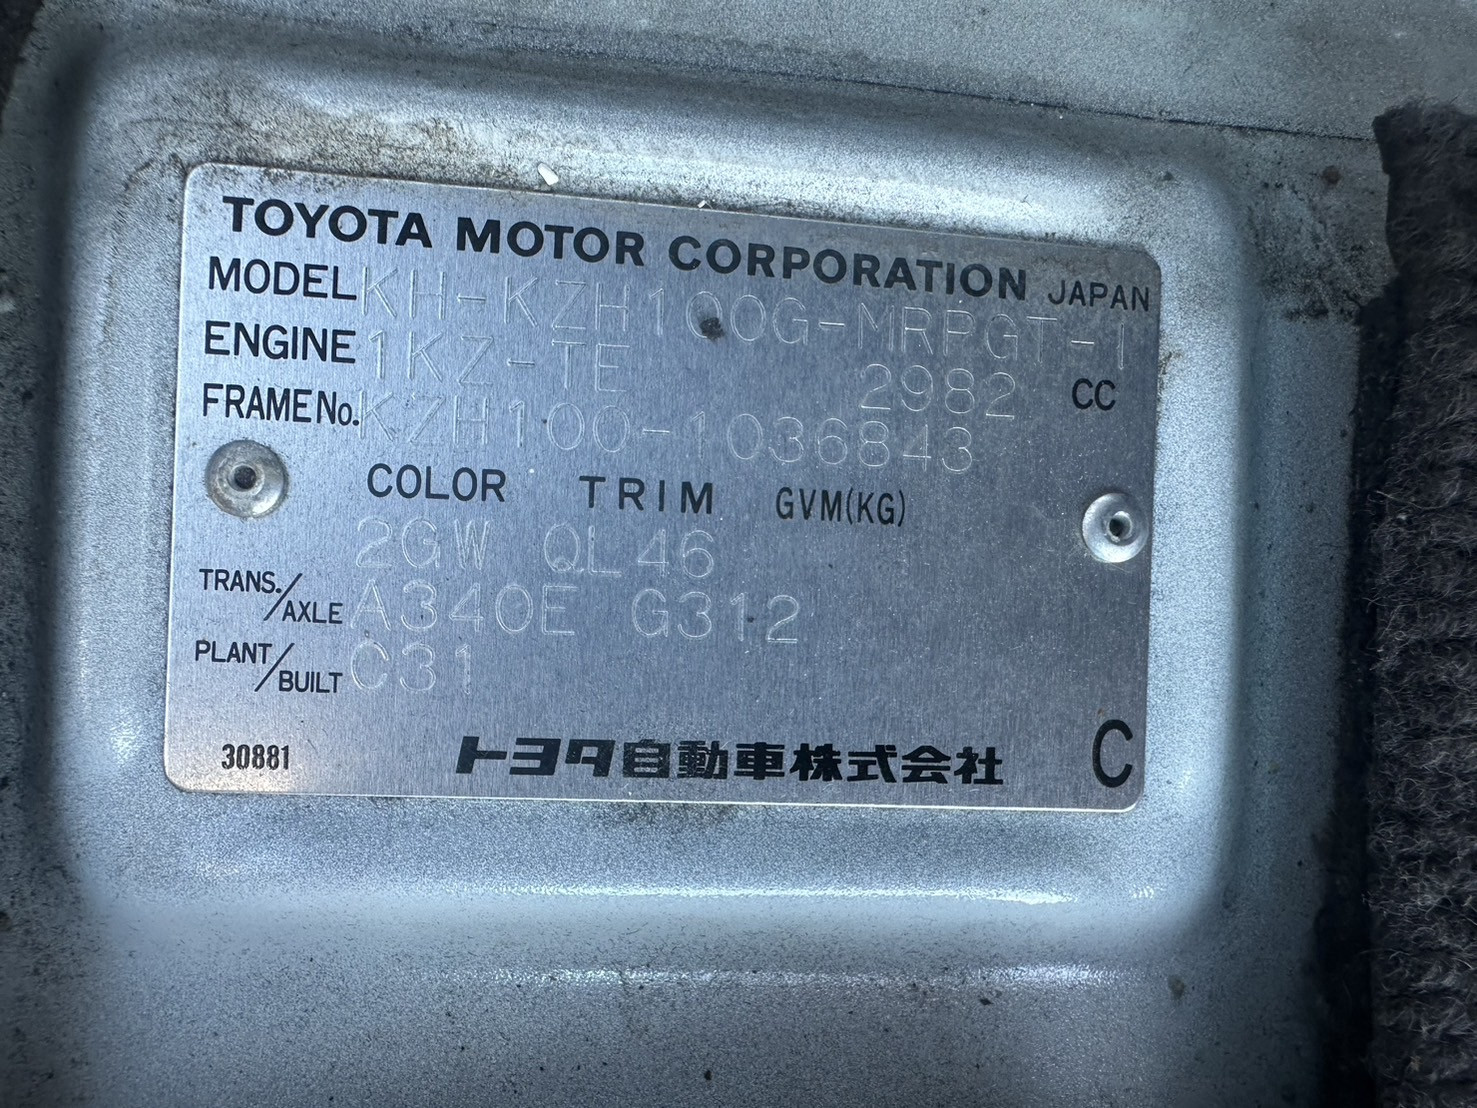 TOYOTA MOTOR CORPORATION JAPAN
MODEL KH-KZH100G-MRPGT-1
ENGINE 1KZ-TE 2982 CC
FRAME No. KZH100-1036843
COLOR TRIM GVM(KG)
2GW QL46
TRANS./AXLE A340E G312
PLANT/BUILT C31
30881 トヨタ自動車株式会社 C